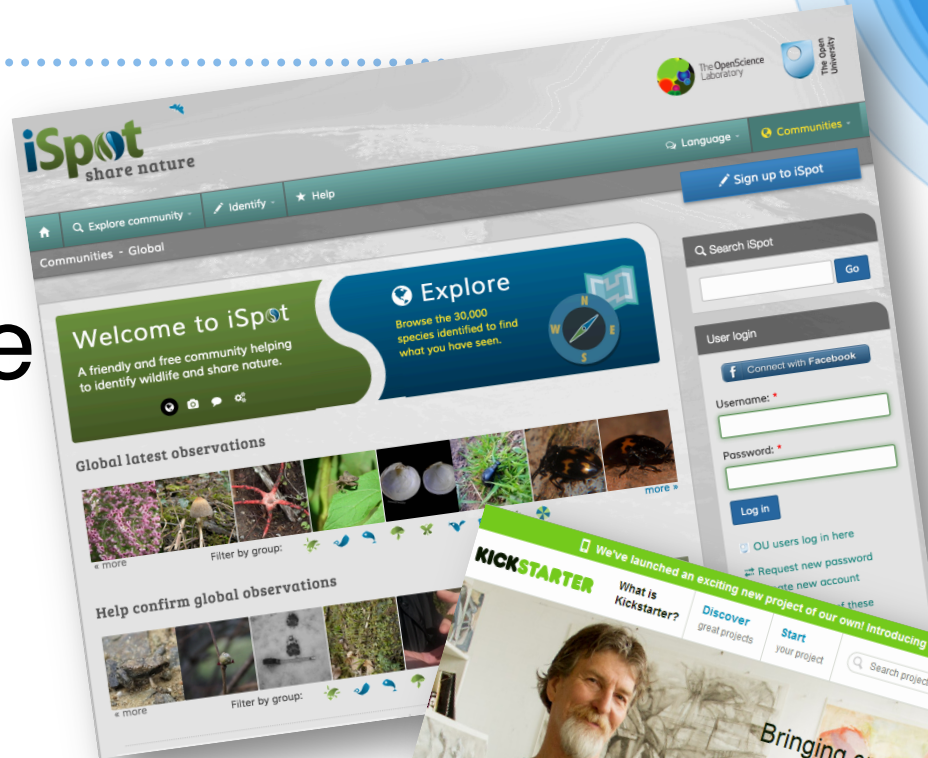 The OpenScience
Laboratory
The Open
University
iSpot
share nature
Language
Communities
Explore community
Identify
Help
Sign up to iSpot
Communities - Global
Search iSpot
Go
Welcome to iSpot
A friendly and free community helping
to identify wildlife and share nature.
Explore
Browse the 30,000
species identified to find
what you have seen.
N
W
E
S
User login
f Connect with Facebook
Username: *
Password: *
Log in
OU users log in here
Request new password
new account
of these
e
Global latest observations
more »
« more
Filter by group:
Help confirm global observations
« more
Filter by group:
We've launched an exciting new project of our own! Introducing
KICKSTARTER
What is
Kickstarter?
Discover
great projects
Start
your project
Search project
Bringing